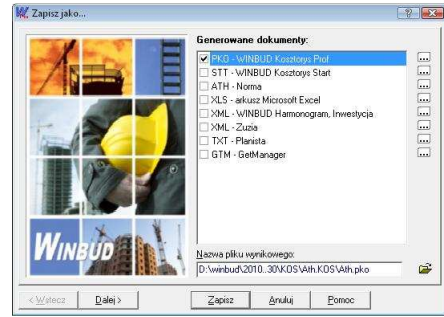 Zapisz jako...
Generowane dokumenty:
PKO - WINBUD Kosztorys Prof
STT - WINBUD Kosztorys Start
ATH - Norma
XLS - arkusz Microsoft Excel
XML - WINBUD Harmonogram, Inwestycja
XML - Zuzia
TXT - Planista
GTM - GetManager
WINBUD
Nazwa pliku wynikowego:
D:\winbud\2010..30\KOS\Ath.KOS\Ath.pko
< Wstecz
Dalej >
Zapisz
Anuluj
Pomoc